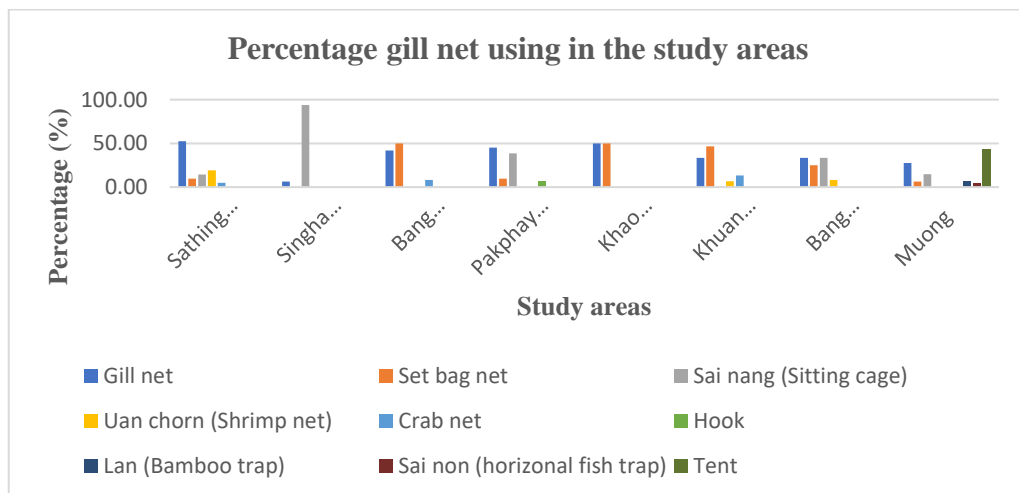 Percentage gill net using in the study areas
Percentage (%)
100.00
50.00
0.00
Sathing...
Singha...
Bang...
Pakphay...
Khao...
Khuan...
Bang...
Muong
Study areas
Gill net
Set bag net
Sai nang (Sitting cage)
Uan chorn (Shrimp net)
Crab net
Hook
Lan (Bamboo trap)
Sai non (horizonal fish trap)
Tent